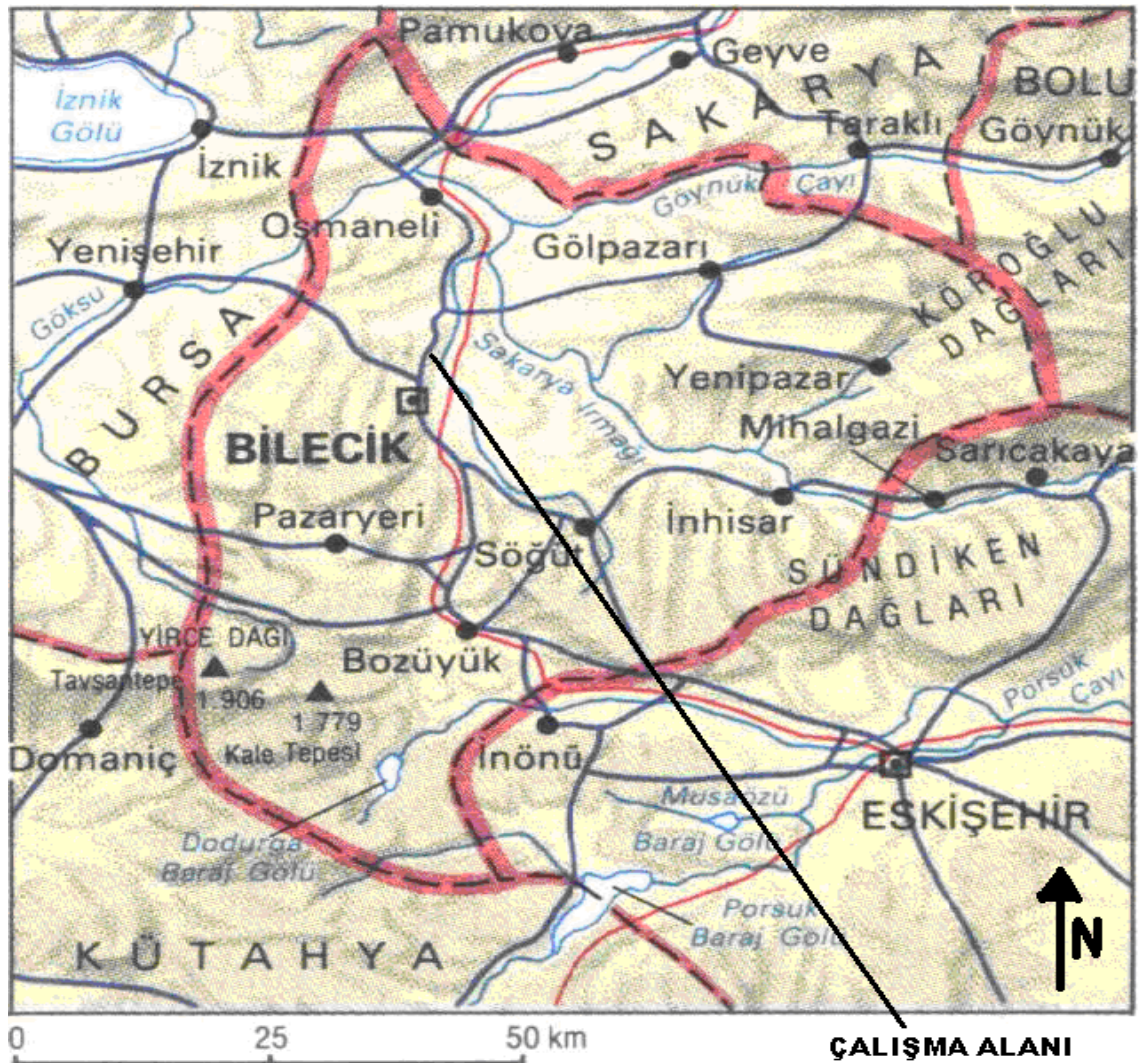 Pamukova
Geyve
BOLU
İznik
Gölü
SAKARYA
Taraklı
Göynük
İznik
Göynük Çayı
Osmaneli
Yenişehir
Gölpazarı
KÖROĞLU
DAĞLARI
Göksu
BURSA
Sakarya Irmağı
Yenipazar
Mihalgazi
BİLECİK
Sarıcakaya
Pazaryeri
İnhisar
Söğüt
SÜNDİKEN
DAĞLARI
YİRCE DAĞI
Bozüyük
Tavşantepe
1.906
1.779
Kale Tepesi
Porsuk
Çayı
Domaniç
İnönü
Musaözü
Baraj Gölü
ESKİŞEHİR
Dodurga
Baraj Gölü
Porsuk
Baraj Gölü
KÜTAHYA
N
0 25 50 km
ÇALIŞMA ALANI